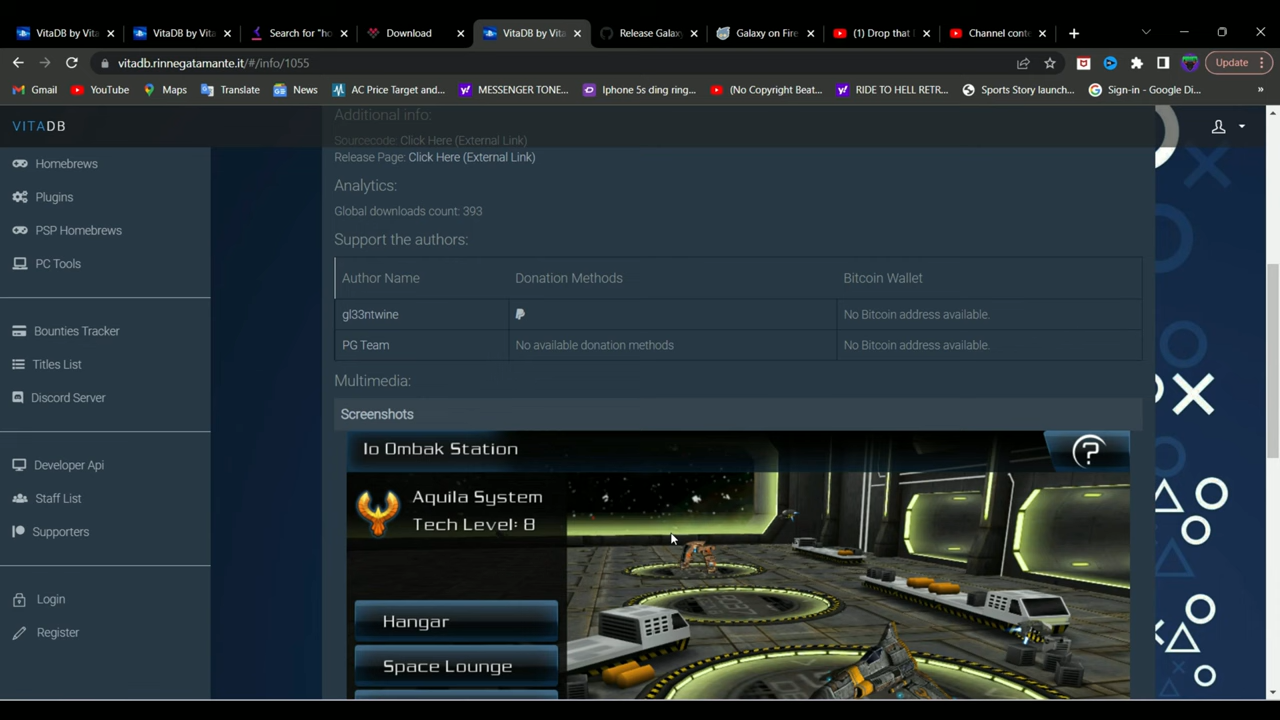 VitaDB by Vita
VitaDB by Vita
Search for "ho
Download
VitaDB by Vita
Release Galax
Galaxy on Fire
(1) Drop that
Channel conte
vitadb.rinnegatamante.it/#/info/1055
Update
Gmail
YouTube
Maps
Translate
News
AC Price Target and...
MESSENGER TONE...
Iphone 5s ding ring...
(No Copyright Beat...
RIDE TO HELL RETR...
Sports Story launch...
Sign-in - Google Di...
»
VITADB
Homebrews
Plugins
PSP Homebrews
PC Tools
Bounties Tracker
Titles List
Discord Server
Developer Api
Staff List
Supporters
Login
Register
Additional info:
Sourcecode: Click Here (External Link)
Release Page: Click Here (External Link)
Analytics:
Global downloads count: 393
Support the authors:
Author Name Donation Methods Bitcoin Wallet
gl33ntwine No Bitcoin address available.
PG Team No available donation methods No Bitcoin address available.
Multimedia:
Screenshots
Io Ombak Station
?
Aquila System
Tech Level: 8
Hangar
Space Lounge